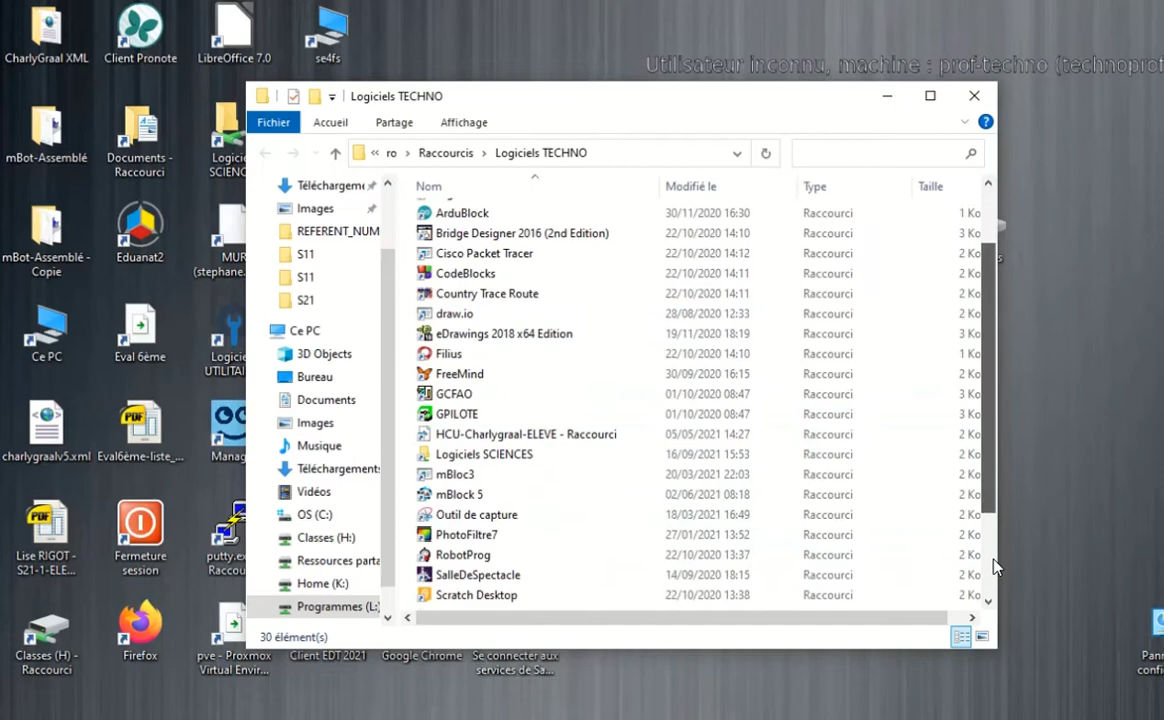 CharlyGraal XML
Client Pronote
LibreOffice 7.0
se4fs
Utilisateur inconnu, machine : prof-techno (technoprof
mBot-Assemblé
Documents -
Raccourci
Logicie
SCIENC
mBot-Assemblé -
Copie
Eduanat2
MUR
(stephane.
Ce PC
Eval 6ème
Logicie
UTILITAI
charlygraalv5.xml
Eval6ème-liste_...
Manag
Lise RIGOT -
S21-1-ELE...
Fermeture
session
putty.ex
Raccou
Classes (H) -
Raccourci
Firefox
pve - Proxmox
Virtual Envir...
Client EDT 2021
Google Chrome
Se connecter aux
services de Sa...
Pann
confi
Logiciels TECHNO
Fichier
Accueil
Partage
Affichage
« ro › Raccourcis › Logiciels TECHNO
Téléchargeme
Images
REFERENT_NUM
S11
S11
S21
Ce PC
3D Objects
Bureau
Documents
Images
Musique
Téléchargements
Vidéos
OS (C:)
Classes (H:)
Ressources parta
Home (K:)
Programmes (L:)
Nom Modifié le Type Taille
ArduBlock 30/11/2020 16:30 Raccourci 1 Ko
Bridge Designer 2016 (2nd Edition) 22/10/2020 14:10 Raccourci 3 Ko
Cisco Packet Tracer 22/10/2020 14:12 Raccourci 2 Ko
CodeBlocks 22/10/2020 14:11 Raccourci 2 Ko
Country Trace Route 22/10/2020 14:11 Raccourci 2 Ko
draw.io 28/08/2020 12:33 Raccourci 2 Ko
eDrawings 2018 x64 Edition 19/11/2020 18:19 Raccourci 3 Ko
Filius 22/10/2020 14:10 Raccourci 1 Ko
FreeMind 30/09/2020 16:15 Raccourci 2 Ko
GCFAO 01/10/2020 08:47 Raccourci 3 Ko
GPILOTE 01/10/2020 08:47 Raccourci 3 Ko
HCU-Charlygraal-ELEVE - Raccourci 05/05/2021 14:27 Raccourci 2 Ko
Logiciels SCIENCES 16/09/2021 15:53 Raccourci 2 Ko
mBloc3 20/03/2021 22:03 Raccourci 2 Ko
mBlock 5 02/06/2021 08:18 Raccourci 2 Ko
Outil de capture 18/03/2021 16:49 Raccourci 2 Ko
PhotoFiltre7 27/01/2021 13:52 Raccourci 2 Ko
RobotProg 22/10/2020 13:37 Raccourci 2 Ko
SalleDeSpectacle 14/09/2020 18:15 Raccourci 2 Ko
Scratch Desktop 22/10/2020 13:38 Raccourci 2 Ko
30 élément(s)